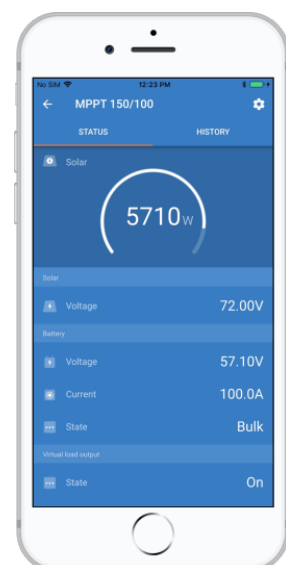 No SIM 12:23 PM
MPPT 150/100
STATUS HISTORY
Solar
5710W
Solar
Voltage 72.00V
Battery
Voltage 57.10V
Current 100.0A
State Bulk
Virtual load output
State On